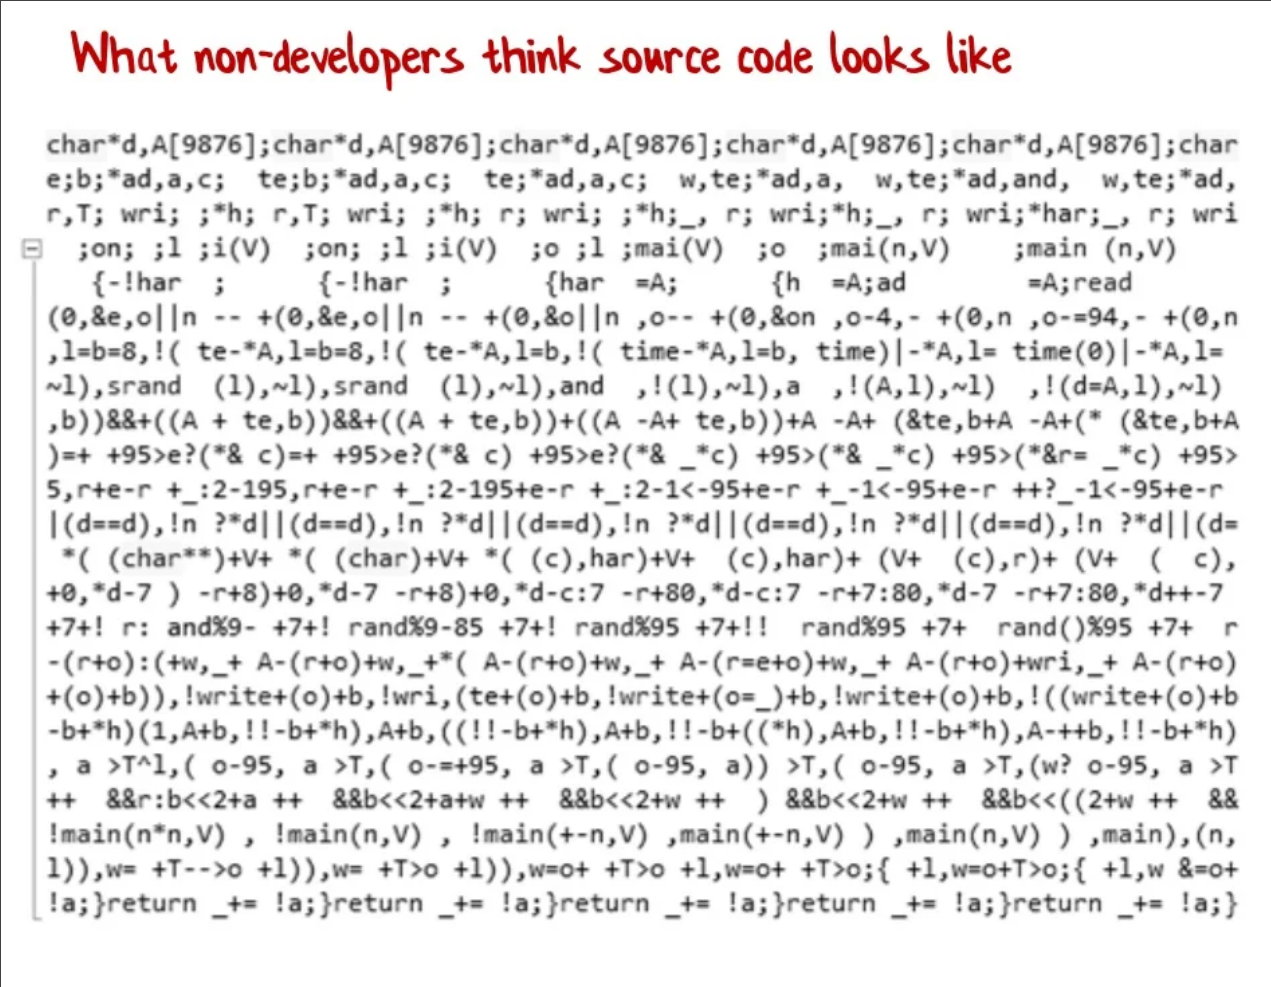 What non-developers think source code looks like
char*d,A[9876];char*d,A[9876];char*d,A[9876];char*d,A[9876];char*d,A[9876];char
e;b;*ad,a,c;  te;b;*ad,a,c;  te;*ad,a,c;  w,te;*ad,a,  w,te;*ad,and,  w,te;*ad,
r,T; wri; ;*h; r,T; wri; ;*h; r; wri; ;*h;_, r; wri;*h;_, r; wri;*har;_, r; wri
  ;on; ;l ;i(V)  ;on; ;l ;i(V)  ;o ;l ;mai(V)  ;o  ;mai(n,V)     ;main (n,V)
   {-!har  ;       {-!har  ;       {har  =A;       {h  =A;ad          =A;read
(0,&e,o||n -- +(0,&e,o||n -- +(0,&o||n ,o-- +(0,&on ,o-4,- +(0,n ,o-=94,- +(0,n
,l=b=8,!( te-*A,l=b=8,!( te-*A,l=b,!( time-*A,l=b, time)|-*A,l= time(0)|-*A,l=
~l),srand  (l),~l),srand  (l),~l),and  ,!(l),~l),a  ,!(A,l),~l)  ,!(d=A,l),~l)
,b))&&+((A + te,b))&&+((A + te,b))+((A -A+ te,b))+A -A+ (&te,b+A -A+(* (&te,b+A
)=+ +95>e?(*& c)=+ +95>e?(*& c) +95>e?(*& _*c) +95>(*& _*c) +95>(*&r= _*c) +95>
5,r+e-r +_:2-195,r+e-r +_:2-195+e-r +_:2-1<-95+e-r +_-1<-95+e-r ++?_-1<-95+e-r
|(d==d),!n ?*d||(d==d),!n ?*d||(d==d),!n ?*d||(d==d),!n ?*d||(d==d),!n ?*d||(d=
 *( (char**)+V+ *( (char)+V+ *( (c),har)+V+  (c),har)+ (V+  (c),r)+ (V+  (  c),
+0,*d-7 ) -r+8)+0,*d-7 -r+8)+0,*d-c:7 -r+80,*d-c:7 -r+7:80,*d-7 -r+7:80,*d++-7
+7+! r: and%9- +7+! rand%9-85 +7+! rand%95 +7+!!  rand%95 +7+  rand()%95 +7+  r
-(r+o):(+w,_+ A-(r+o)+w,_+*( A-(r+o)+w,_+ A-(r=e+o)+w,_+ A-(r+o)+wri,_+ A-(r+o)
+(o)+b)),!write+(o)+b,!wri,(te+(o)+b,!write+(o=_)+b,!write+(o)+b,!((write+(o)+b
-b+*h)(1,A+b,!!-b+*h),A+b,((!!-b+*h),A+b,!!-b+((*h),A+b,!!-b+*h),A-++b,!!-b+*h)
, a >T^l,( o-95, a >T,( o-=+95, a >T,( o-95, a)) >T,( o-95, a >T,(w? o-95, a >T
++  &&r:b<<2+a ++  &&b<<2+a+w ++  &&b<<2+w ++  ) &&b<<2+w ++  &&b<<((2+w ++  &&
!main(n*n,V) , !main(n,V) , !main(+-n,V) ,main(+-n,V) ) ,main(n,V) ) ,main),(n,
l)),w= +T-->o +l)),w= +T>o +l)),w=o+ +T>o +l,w=o+ +T>o;{ +l,w=o+T>o;{ +l,w &=o+
!a;}return _+= !a;}return _+= !a;}return _+= !a;}return _+= !a;}return _+= !a;}